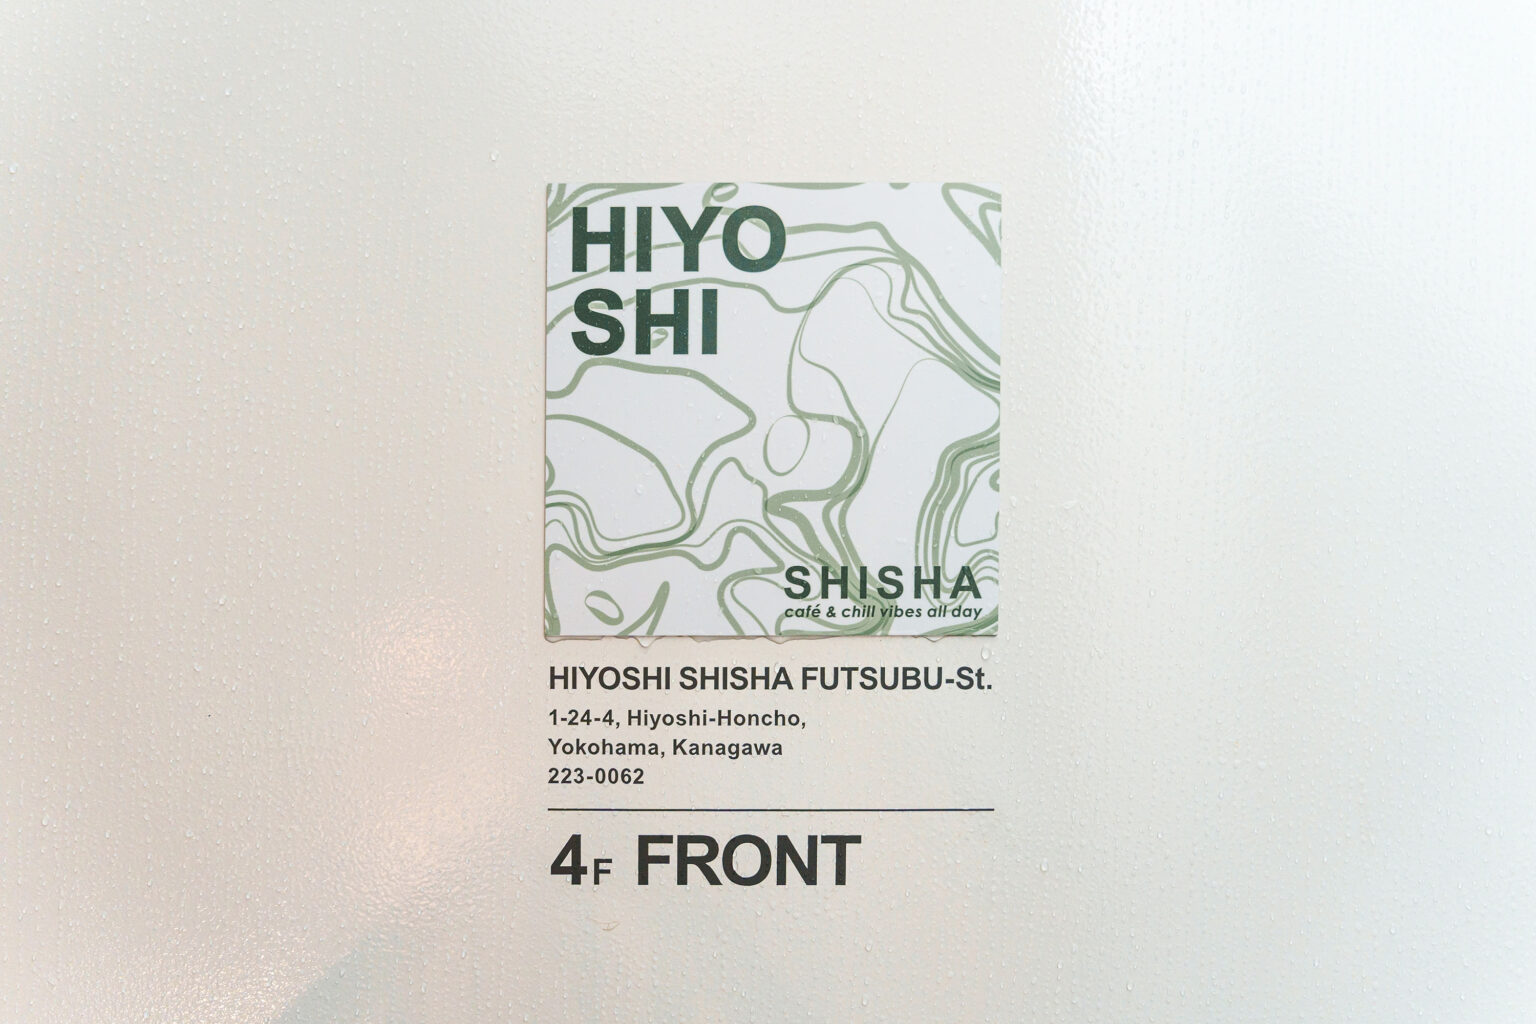 HIYO
SHI
SHISHA
café & chill vibes all day
HIYOSHI SHISHA FUTSUBU-St.
1-24-4, Hiyoshi-Honcho,
Yokohama, Kanagawa
223-0062
4F FRONT